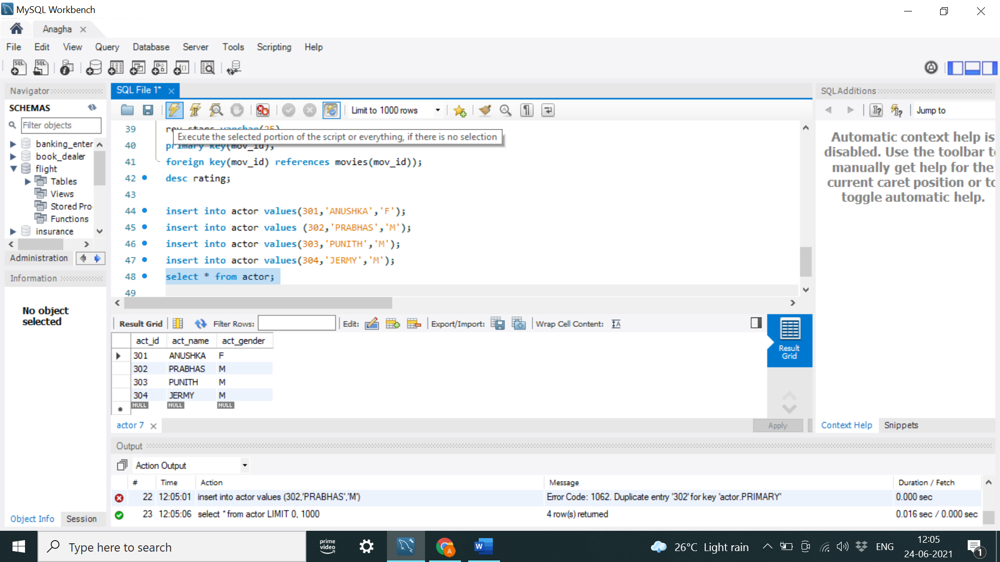 MySQL Workbench
Anagha
File Edit View Query Database Server Tools Scripting Help
Navigator
SCHEMAS
Filter objects
banking_enter
book_dealer
flight
Tables
Views
Stored Pro
Functions
insurance
Administration
Information
No object
selected
Object Info Session
SQL File 1*
Limit to 1000 rows
39
Execute the selected portion of the script or everything, if there is no selection
40 primary key(mov_id),
41 foreign key(mov_id) references movies(mov_id));
42 desc rating;
43
44 insert into actor values(301,'ANUSHKA','F');
45 insert into actor values (302,'PRABHAS','M');
46 insert into actor values(303,'PUNITH','M');
47 insert into actor values(304,'JERMY','M');
48 select * from actor;
49
Result Grid Filter Rows: Edit: Export/Import: Wrap Cell Content:
act_id act_name act_gender
301 ANUSHKA F
302 PRABHAS M
303 PUNITH M
304 JERMY M
NULL NULL NULL
Result
Grid
actor 7
Apply
SQLAdditions
Jump to
Automatic context help is
disabled. Use the toolbar to
manually get help for the
current caret position or to
toggle automatic help.
Context Help Snippets
Output
Action Output
# Time Action Message Duration / Fetch
22 12:05:01 insert into actor values (302,'PRABHAS','M') Error Code: 1062. Duplicate entry '302' for key 'actor.PRIMARY' 0.000 sec
23 12:05:06 select * from actor LIMIT 0, 1000 4 row(s) returned 0.016 sec / 0.000 sec
Type here to search
prime
video
26°C Light rain
ENG
12:05
24-06-2021
1